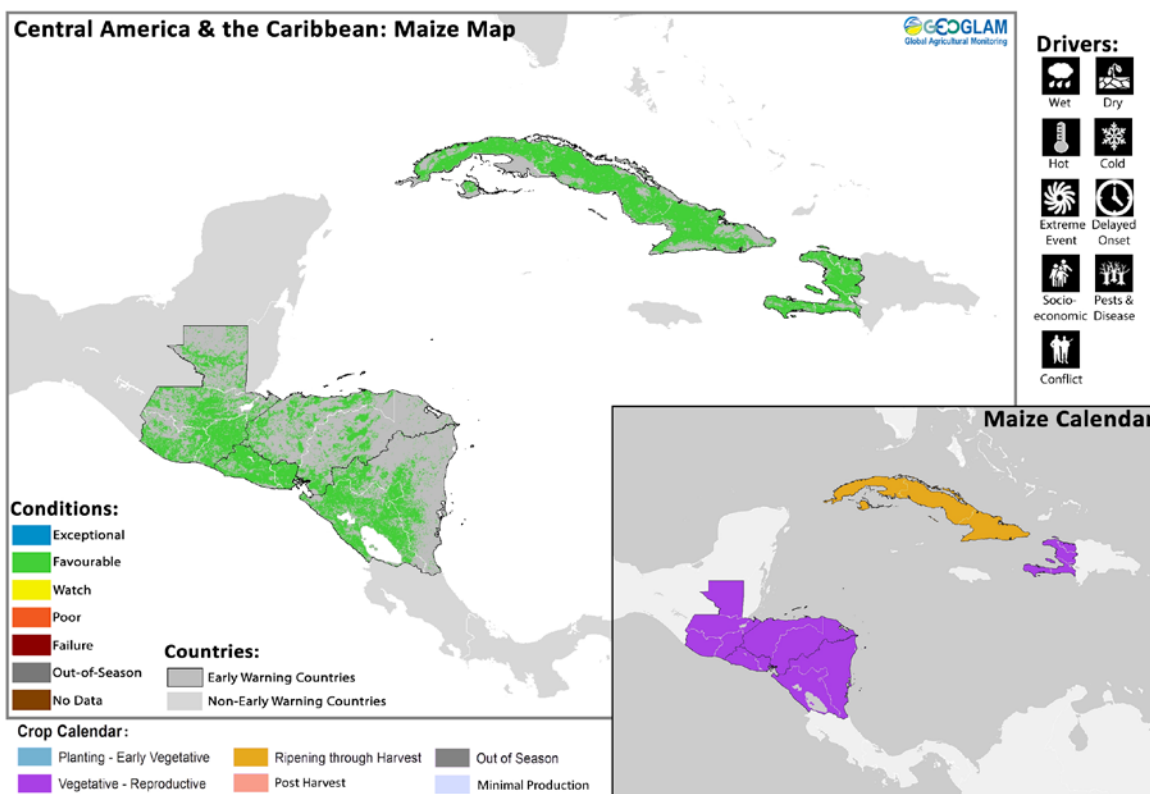 Central America & the Caribbean: Maize Map
GEOGLAM
Global Agricultural Monitoring
Drivers:
Wet
Dry
Hot
Cold
Extreme
Event
Delayed
Onset
Socio-
economic
Pests &
Disease
Conflict
Maize Calendar
Conditions:
Exceptional
Favourable
Watch
Poor
Failure
Out-of-Season
No Data
Countries:
Early Warning Countries
Non-Early Warning Countries
Crop Calendar:
Planting - Early Vegetative
Ripening through Harvest
Out of Season
Vegetative - Reproductive
Post Harvest
Minimal Production